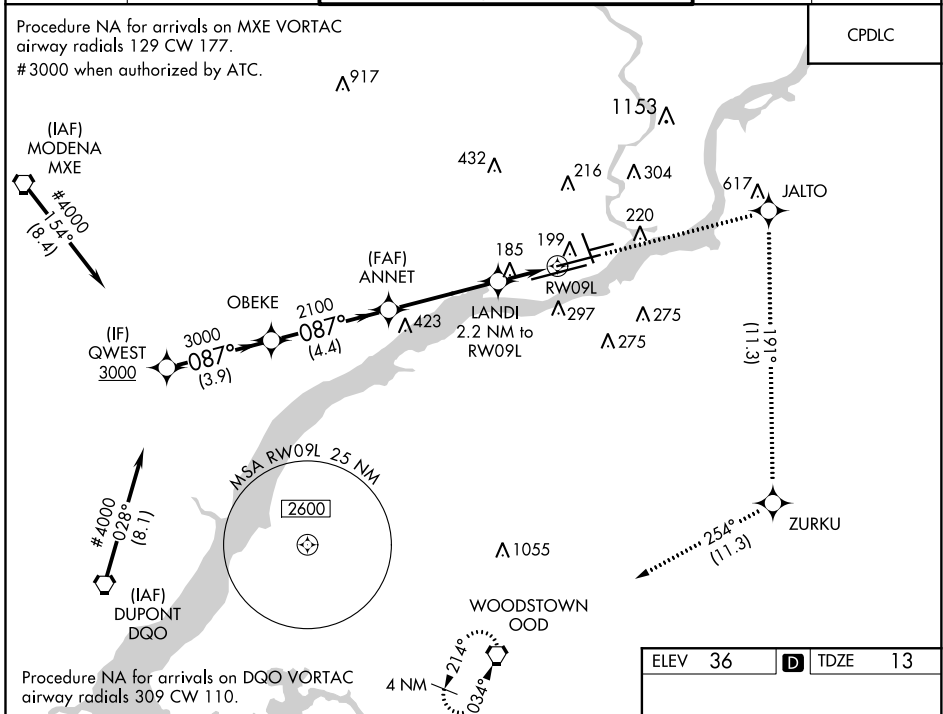 Procedure NA for arrivals on MXE VORTAC
airway radials 129 CW 177.
#3000 when authorized by ATC.
CPDLC
917
1153
(IAF)
MODENA
MXE
#4000
154°
(8.4)
432
216
304
617
JALTO
220
199
185
(FAF)
ANNET
RW09L
OBEKE
2100
087°
(4.4)
LANDI
2.2 NM to
RW09L
297
275
275
423
(IF)
QWEST
3000
3000
087°
(3.9)
191°
(11.3)
MSA RW09L 25 NM
2600
#4000
028°
(8.1)
(IAF)
DUPONT
DQO
1055
ZURKU
254°
(11.3)
WOODSTOWN
OOD
4 NM
214°
034°
Procedure NA for arrivals on DQO VORTAC
airway radials 309 CW 110.
ELEV 36 D TDZE 13